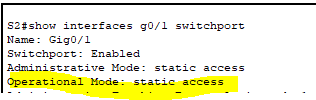 S2#show interfaces g0/1 switchport
Name: Gig0/1
Switchport: Enabled
Administrative Mode: static access
Operational Mode: static access